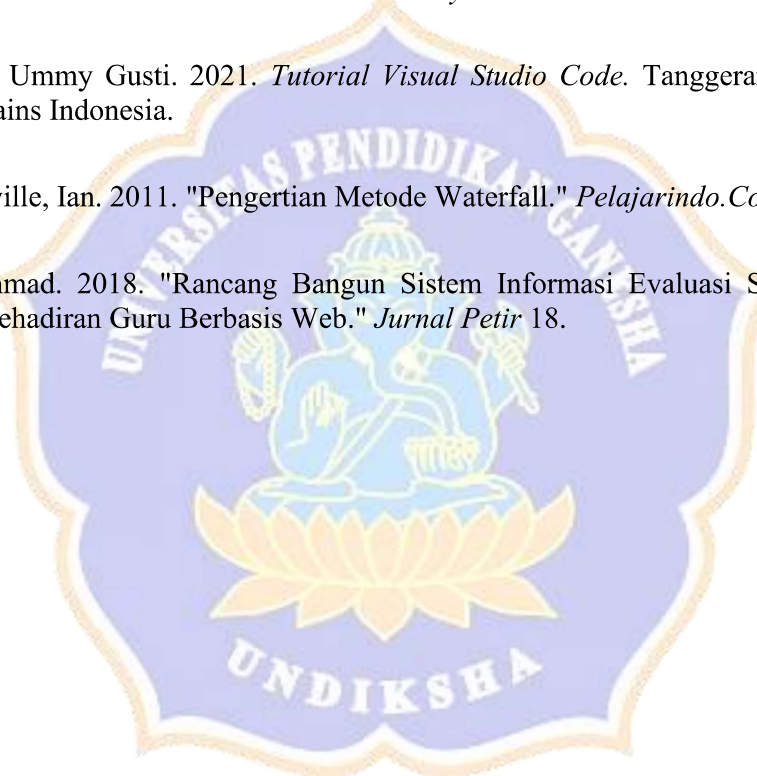 Ummy Gusti. 2021. Tutorial Visual Studio Code. Tanggeran
ains Indonesia.
ville, Ian. 2011. "Pengertian Metode Waterfall." Pelajarindo.Co
mad. 2018. "Rancang Bangun Sistem Informasi Evaluasi S
ehadiran Guru Berbasis Web." Jurnal Petir 18.
UNIVERSITAS PENDIDIKAN GANESHA
UNDIKSHA